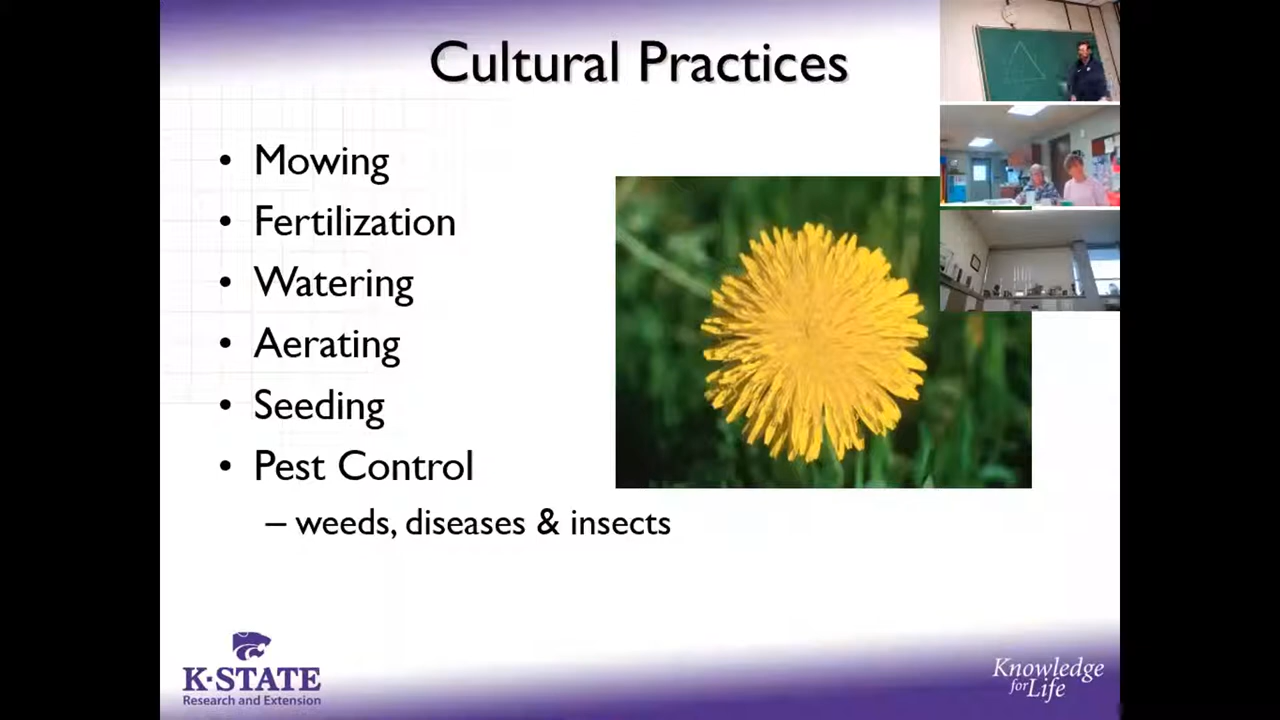 Cultural Practices
• Mowing
• Fertilization
• Watering
• Aerating
• Seeding
• Pest Control
– weeds, diseases & insects
K-STATE
Research and Extension
Knowledge
for Life